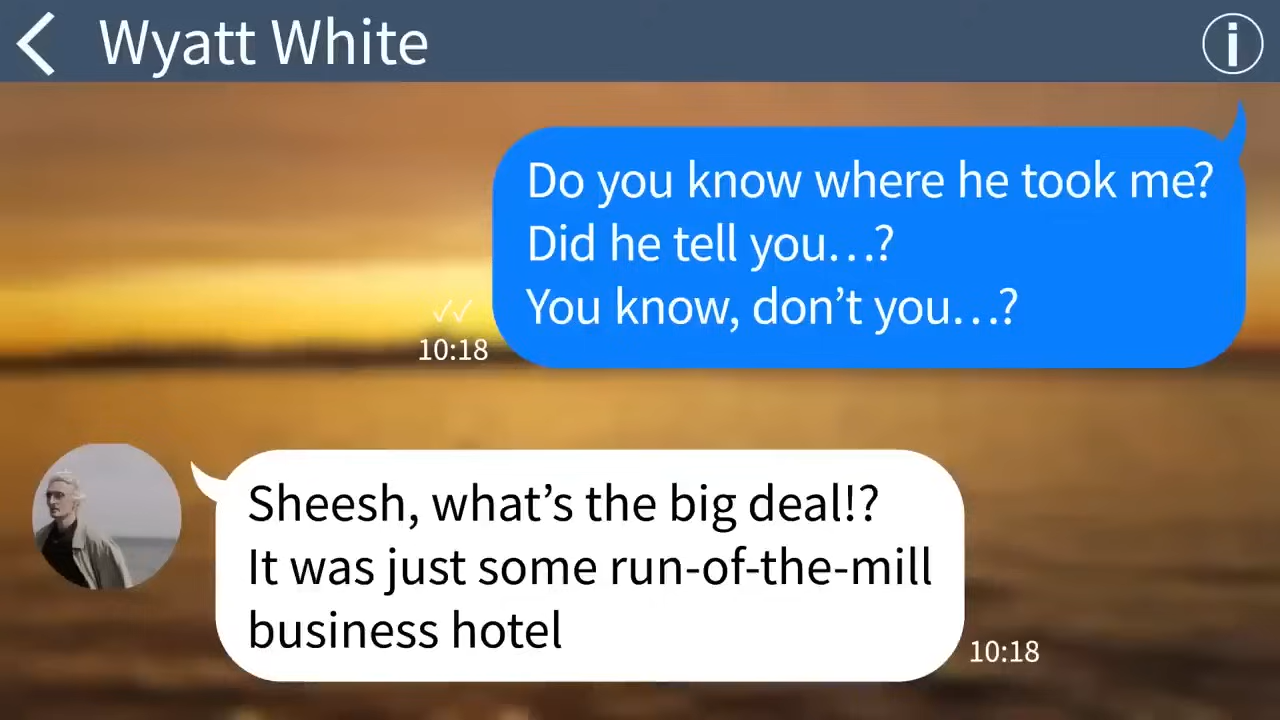 Wyatt White
Do you know where he took me?
Did he tell you…?
You know, don’t you…?
10:18
Sheesh, what’s the big deal!?
It was just some run-of-the-mill
business hotel
10:18